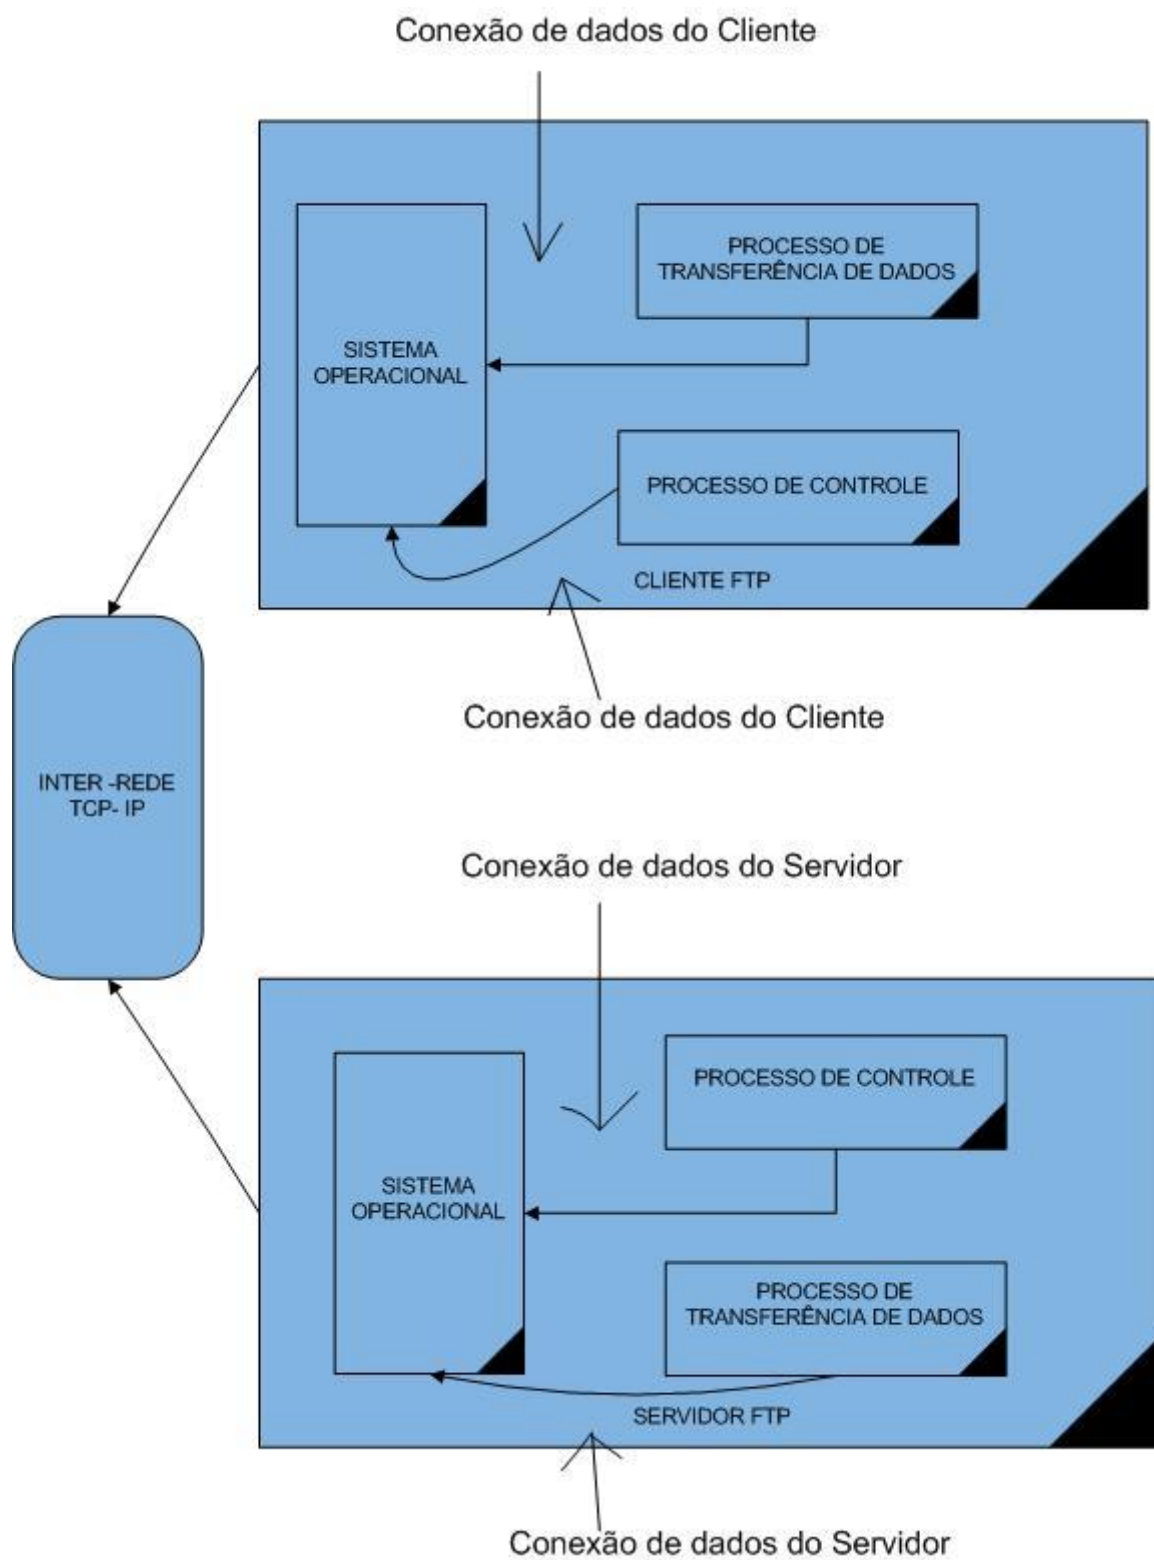 Conexão de dados do Cliente
PROCESSO DE
TRANSFERÊNCIA DE DADOS
SISTEMA
OPERACIONAL
PROCESSO DE CONTROLE
CLIENTE FTP
Conexão de dados do Cliente
INTER -REDE
TCP- IP
Conexão de dados do Servidor
PROCESSO DE CONTROLE
SISTEMA
OPERACIONAL
PROCESSO DE
TRANSFERÊNCIA DE DADOS
SERVIDOR FTP
Conexão de dados do Servidor